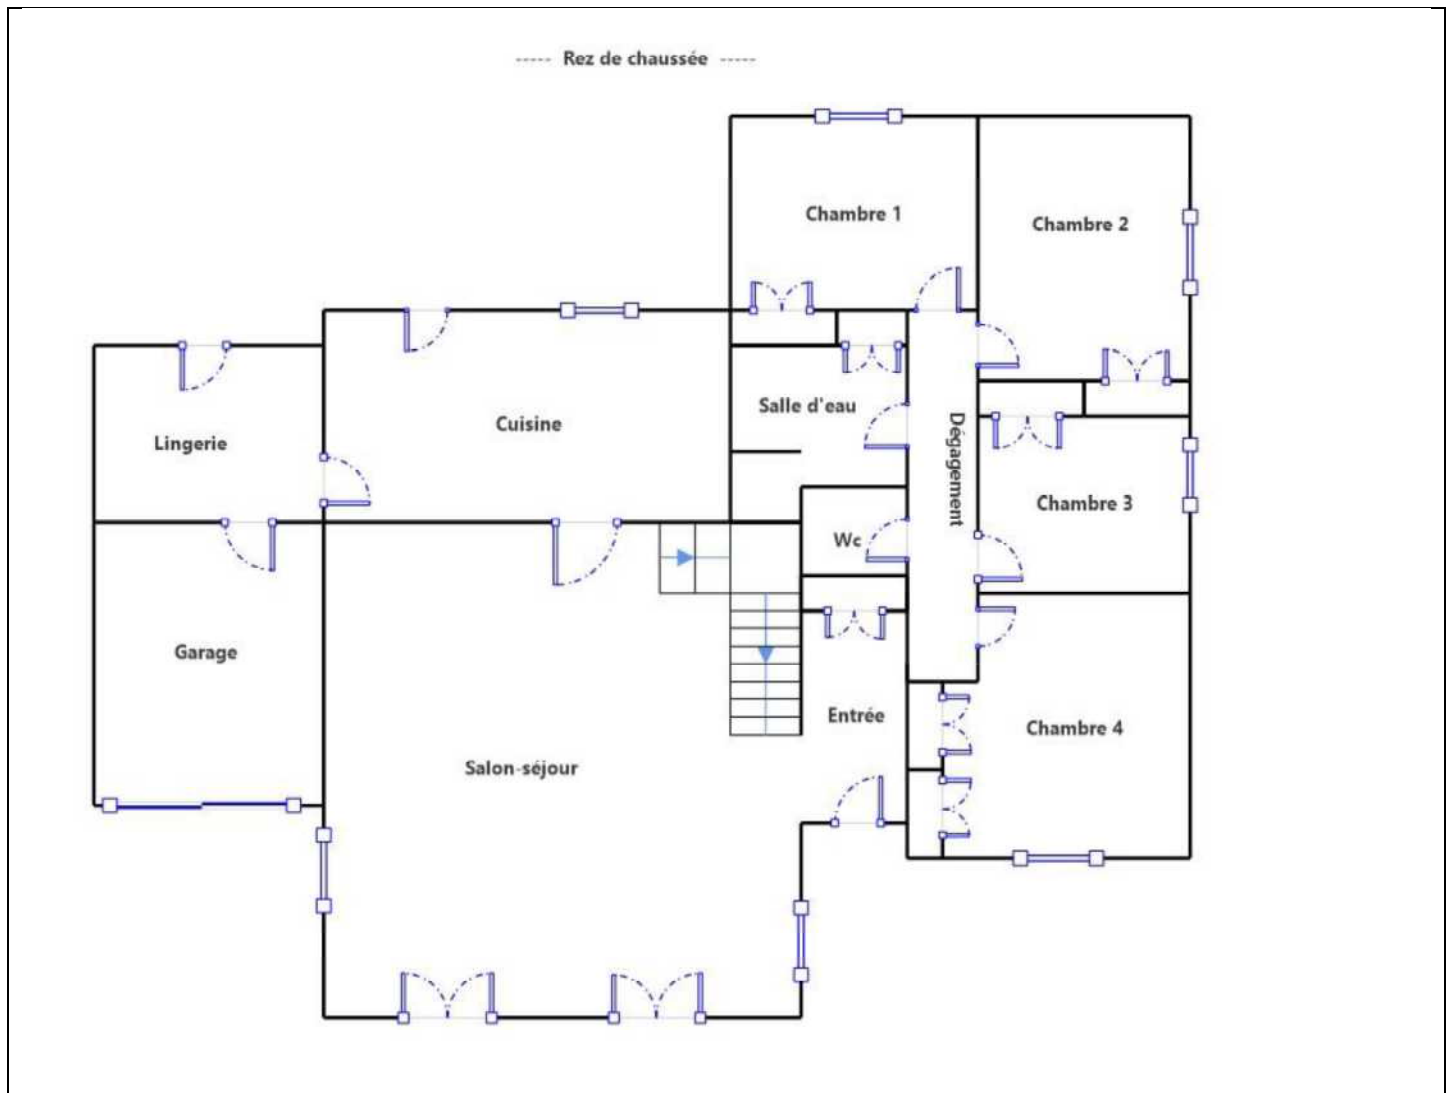 ----- Rez de chaussée -----
Chambre 1
Chambre 2
Salle d'eau
Cuisine
Lingerie
Dégagement
Chambre 3
Wc
Garage
Entrée
Chambre 4
Salon-séjour